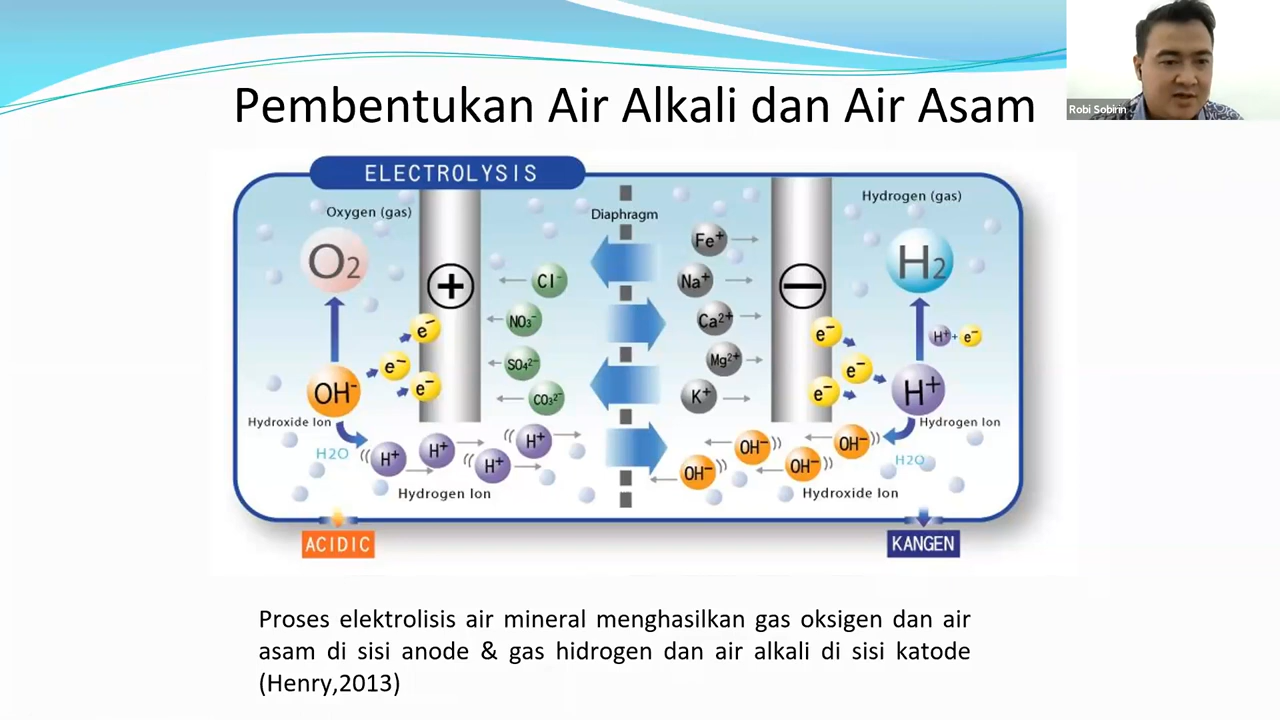 Pembentukan Air Alkali dan Air Asam
Robi Sobirin
ELECTROLYSIS
Oxygen (gas)
Diaphragm
Hydrogen (gas)
O2
H2
+
−
Cl⁻
NO₃⁻
SO₄²⁻
CO₃²⁻
Fe⁺
Na⁺
Ca²⁺
Mg²⁺
K⁺
e⁻
e⁻
e⁻
e⁻
e⁻
e⁻
H⁺ + e⁻
OH⁻
H⁺
Hydroxide Ion
Hydrogen Ion
H2O
H⁺
H⁺
H⁺
H⁺
OH⁻
OH⁻
OH⁻
OH⁻
H2O
Hydrogen Ion
Hydroxide Ion
ACIDIC
KANGEN
Proses elektrolisis air mineral menghasilkan gas oksigen dan air
asam di sisi anode & gas hidrogen dan air alkali di sisi katode
(Henry,2013)